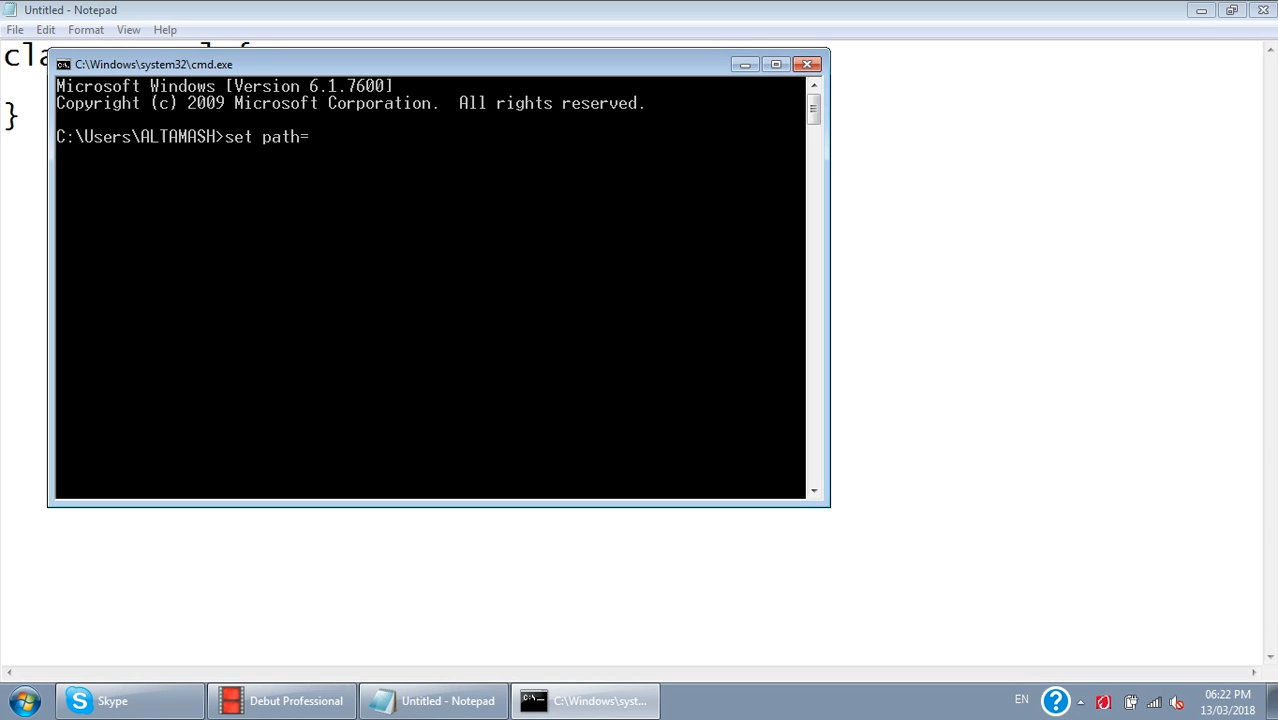 Untitled - Notepad
File Edit Format View Help
C:\Windows\system32\cmd.exe
Microsoft Windows [Version 6.1.7600]
Copyright (c) 2009 Microsoft Corporation.  All rights reserved.
C:\Users\ALTAMASH>set path=
}
Skype
Debut Professional
Untitled - Notepad
C:\Windows\syst...
EN
06:22 PM
13/03/2018